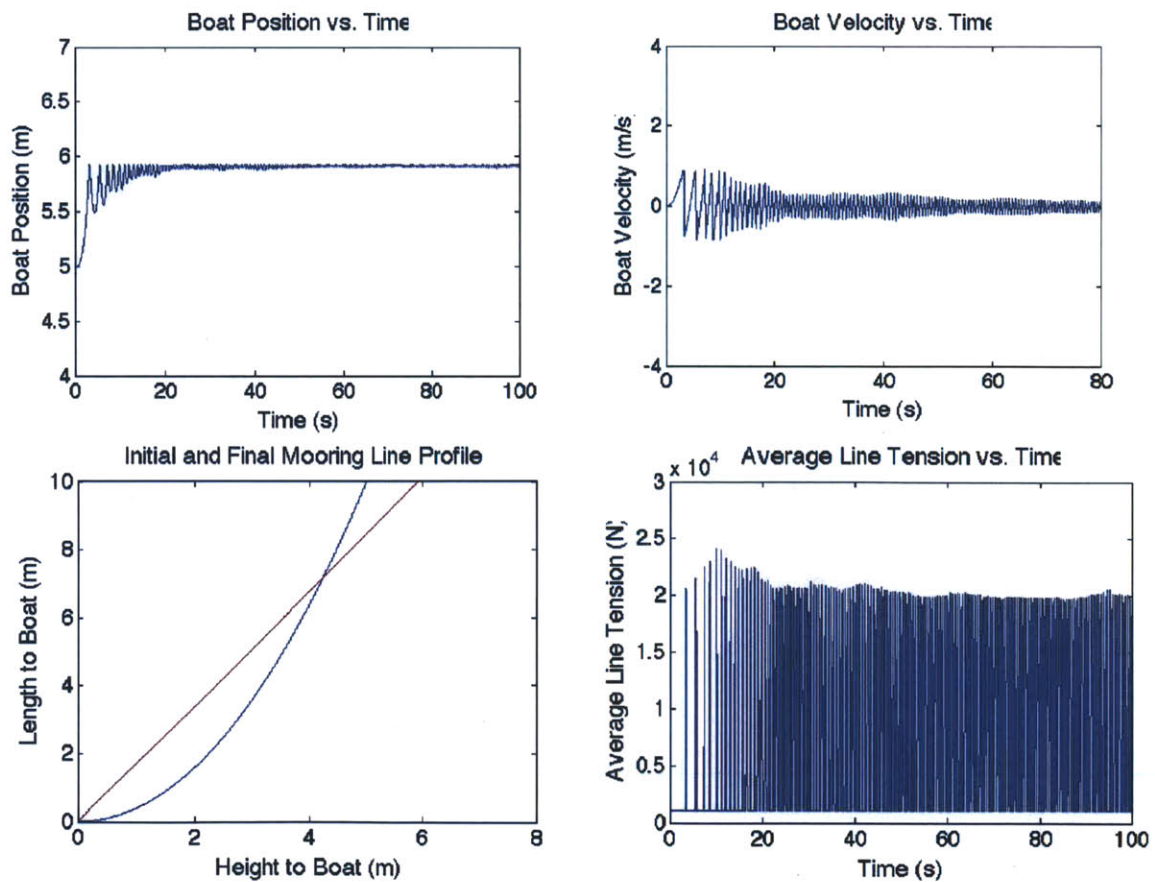 Boat Position vs. Time
7
6.5
6
5.5
5
4.5
4
0 20 40 60 80 100
Boat Position (m)
Time (s)
Boat Velocity vs. Time
4
2
0
-2
-4
0 20 40 60 80
Boat Velocity (m/s)
Time (s)
Initial and Final Mooring Line Profile
10
8
6
4
2
0
0 2 4 6 8
Length to Boat (m)
Height to Boat (m)
Average Line Tension vs. Time
x 10^4
3
2.5
2
1.5
1
0.5
0
0 20 40 60 80 100
Average Line Tension (N)
Time (s)